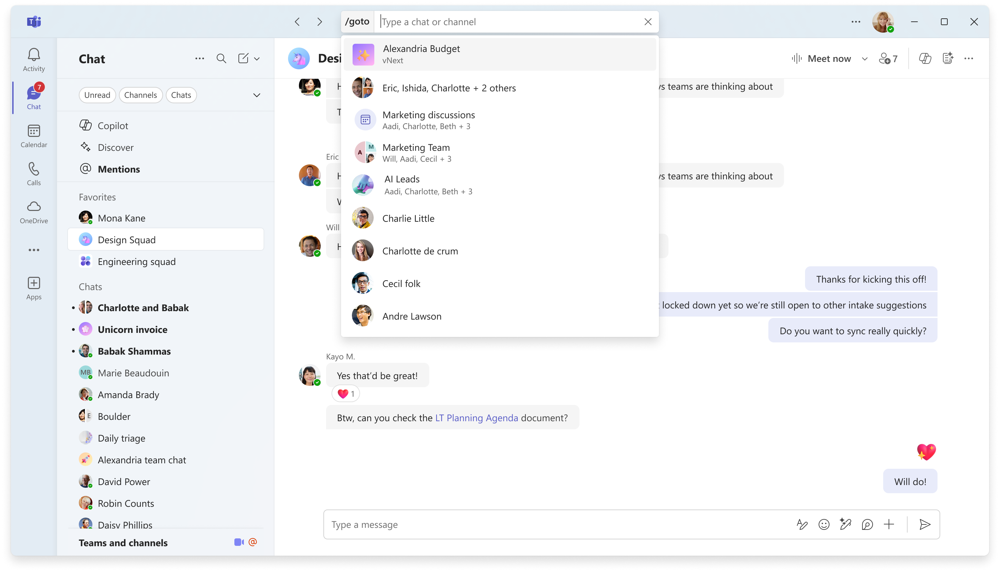 /goto
Type a chat or channel
Activity
7
Chat
Calendar
Calls
OneDrive
Apps
Chat
Unread
Channels
Chats
Copilot
Discover
Mentions
Favorites
Mona Kane
Design Squad
Engineering squad
Chats
Charlotte and Babak
Unicorn invoice
Babak Shammas
MB
Marie Beaudouin
Amanda Brady
E
Boulder
Daily triage
Alexandria team chat
David Power
Robin Counts
Daisy Phillips
Teams and channels
Meet now
7
Alexandria Budget
vNext
Eric, Ishida, Charlotte + 2 others
Marketing discussions
Aadi, Charlotte, Beth + 3
A
M
Marketing Team
Will, Aadi, Cecil + 3
AI Leads
Aadi, Charlotte, Beth + 3
Charlie Little
Charlotte de crum
Cecil folk
Andre Lawson
teams are thinking about
Eric
teams are thinking about
Will
Thanks for kicking this off!
locked down yet so we’re still open to other intake suggestions
Do you want to sync really quickly?
Kayo M.
Yes that’d be great!
1
Btw, can you check the LT Planning Agenda document?
Will do!
Type a message